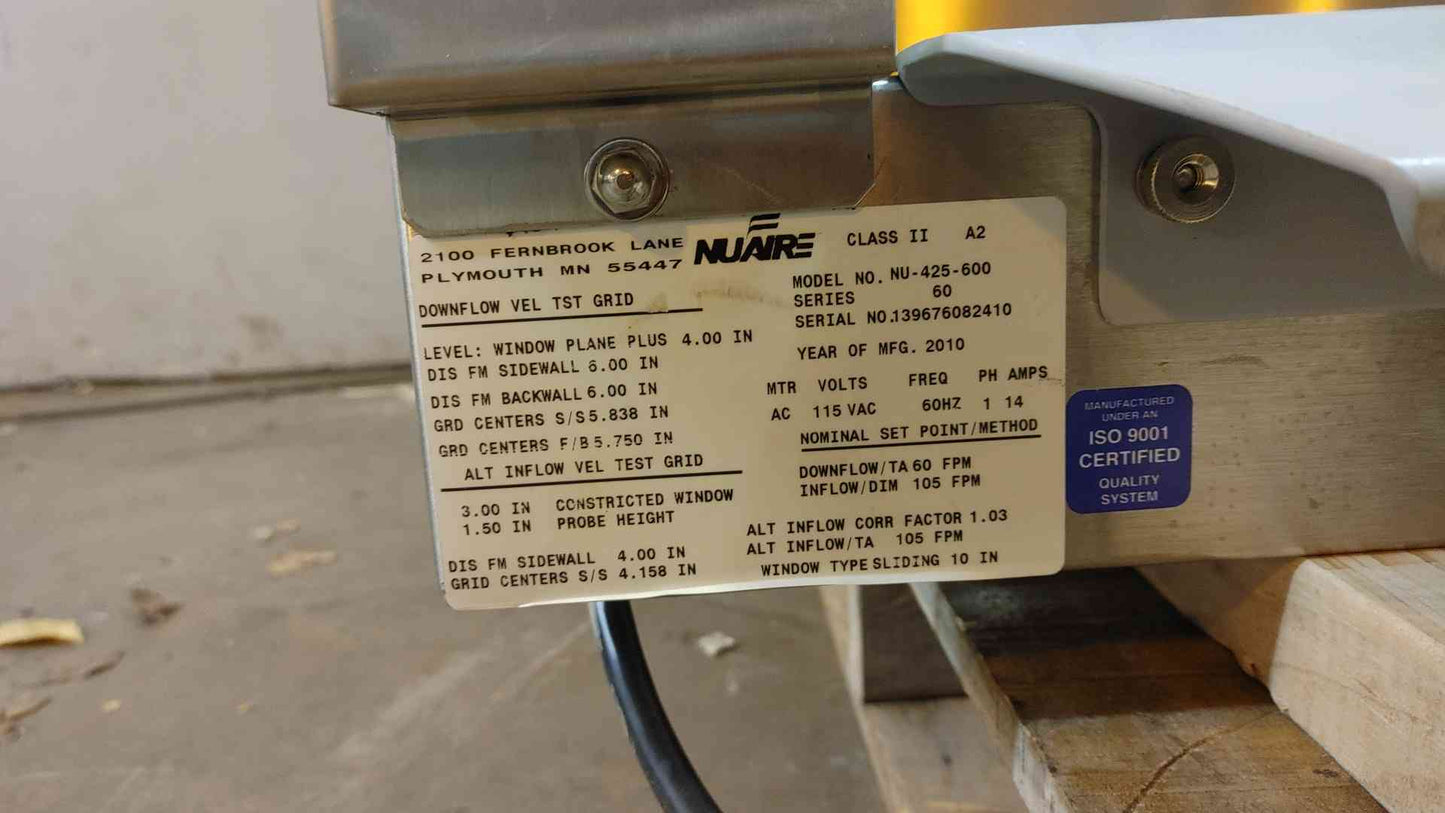 2100 FERNBROOK LANE
PLYMOUTH MN 55447
NUAIRE
CLASS II A2
DOWNFLOW VEL TST GRID
LEVEL: WINDOW PLANE PLUS 4.00 IN
DIS FM SIDEWALL 6.00 IN
DIS FM BACKWALL 6.00 IN
GRD CENTERS S/S 5.838 IN
GRD CENTERS F/B 5.750 IN
ALT INFLOW VEL TEST GRID
3.00 IN CONSTRICTED WINDOW
1.50 IN PROBE HEIGHT
DIS FM SIDEWALL 4.00 IN
GRID CENTERS S/S 4.158 IN
MODEL NO. NU-425-600
SERIES 60
SERIAL NO. 139676082410
YEAR OF MFG. 2010
MTR VOLTS FREQ PH AMPS
AC 115 VAC 60HZ 1 14
NOMINAL SET POINT/METHOD
DOWNFLOW/TA 60 FPM
INFLOW/DIM 105 FPM
ALT INFLOW CORR FACTOR 1.03
ALT INFLOW/TA 105 FPM
WINDOW TYPE SLIDING 10 IN
MANUFACTURED
UNDER AN
ISO 9001
CERTIFIED
QUALITY
SYSTEM